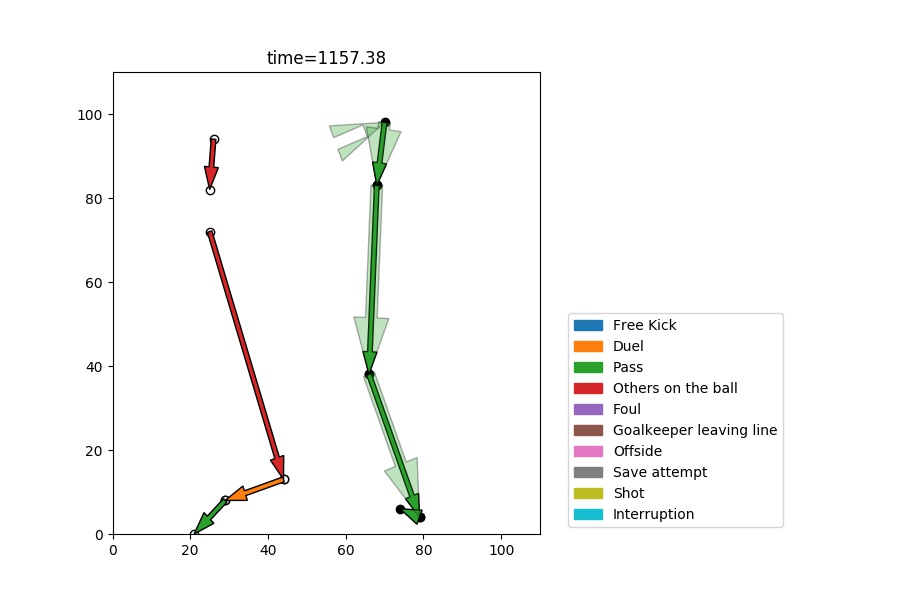 time=1157.38
100
80
60
40
20
0
0 20 40 60 80 100
Free Kick
Duel
Pass
Others on the ball
Foul
Goalkeeper leaving line
Offside
Save attempt
Shot
Interruption